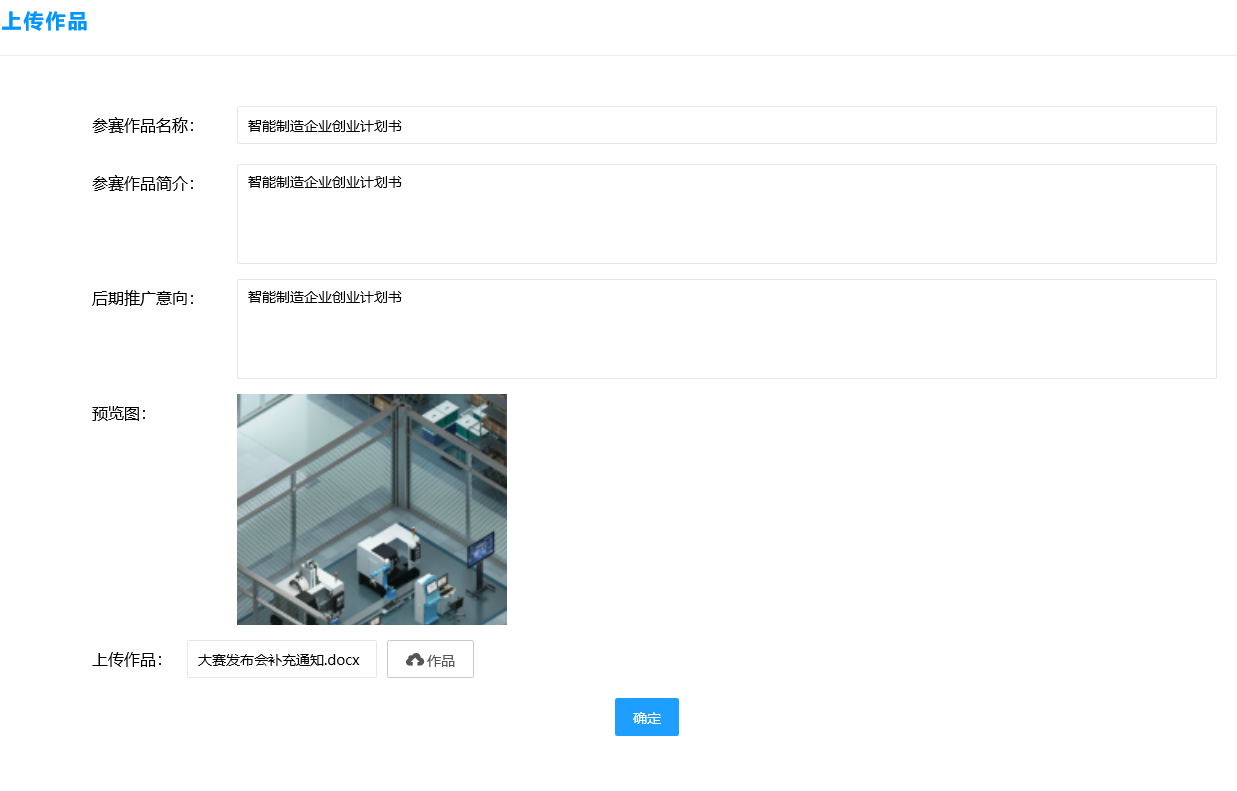 上传作品
参赛作品名称：
智能制造企业创业计划书
参赛作品简介：
智能制造企业创业计划书
后期推广意向：
智能制造企业创业计划书
预览图：
上传作品：
大赛发布会补充通知.docx
作品
确定